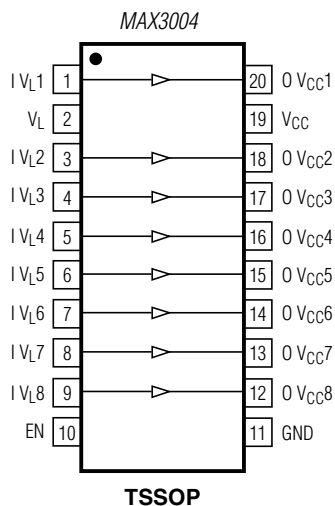 MAX3004
I VL1 1 20 O VCC1
VL 2 19 VCC
I VL2 3 18 O VCC2
I VL3 4 17 O VCC3
I VL4 5 16 O VCC4
I VL5 6 15 O VCC5
I VL6 7 14 O VCC6
I VL7 8 13 O VCC7
I VL8 9 12 O VCC8
EN 10 11 GND
TSSOP